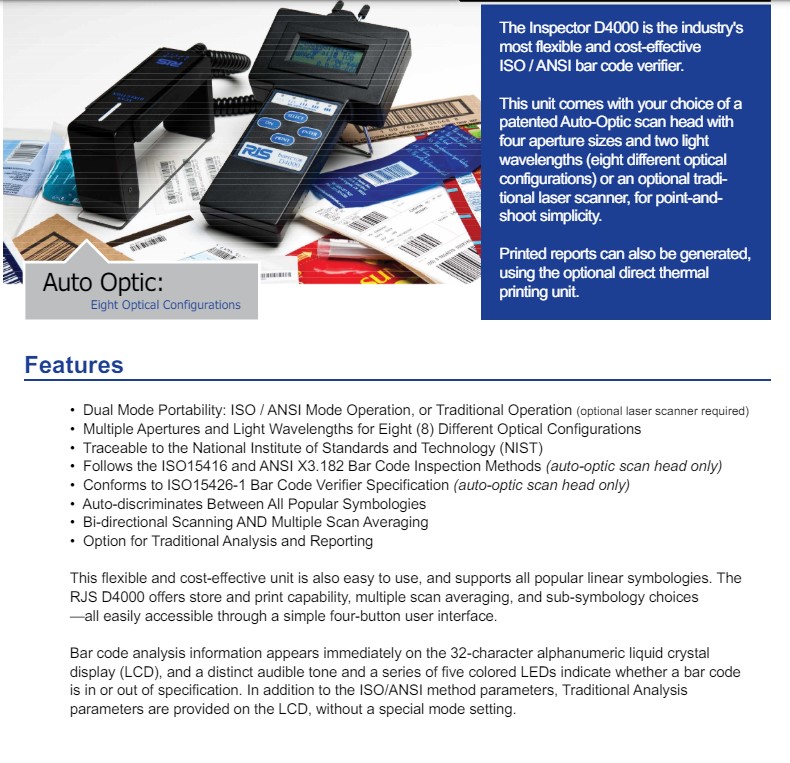 The Inspector D4000 is the industry's
most flexible and cost-effective
ISO / ANSI bar code verifier.
This unit comes with your choice of a
patented Auto-Optic scan head with
four aperture sizes and two light
wavelengths (eight different optical
configurations) or an optional tradi-
tional laser scanner, for point-and-
shoot simplicity.
Printed reports can also be generated,
using the optional direct thermal
printing unit.
SELECT
ON
ENTER
PRINT
RJS
Inspector
D4000
Auto Optic:
Eight Optical Configurations
Features
• Dual Mode Portability: ISO / ANSI Mode Operation, or Traditional Operation (optional laser scanner required)
• Multiple Apertures and Light Wavelengths for Eight (8) Different Optical Configurations
• Traceable to the National Institute of Standards and Technology (NIST)
• Follows the ISO15416 and ANSI X3.182 Bar Code Inspection Methods (auto-optic scan head only)
• Conforms to ISO15426-1 Bar Code Verifier Specification (auto-optic scan head only)
• Auto-discriminates Between All Popular Symbologies
• Bi-directional Scanning AND Multiple Scan Averaging
• Option for Traditional Analysis and Reporting
This flexible and cost-effective unit is also easy to use, and supports all popular linear symbologies. The
RJS D4000 offers store and print capability, multiple scan averaging, and sub-symbology choices
—all easily accessible through a simple four-button user interface.
Bar code analysis information appears immediately on the 32-character alphanumeric liquid crystal
display (LCD), and a distinct audible tone and a series of five colored LEDs indicate whether a bar code
is in or out of specification. In addition to the ISO/ANSI method parameters, Traditional Analysis
parameters are provided on the LCD, without a special mode setting.